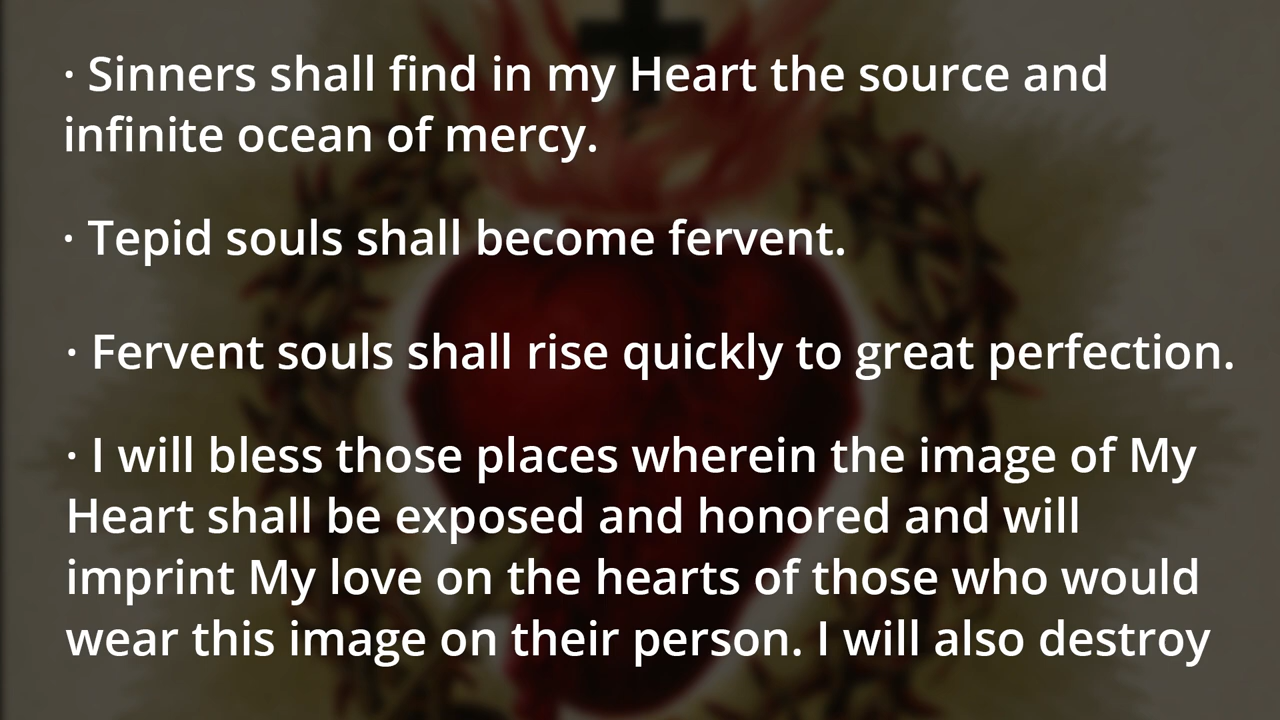 · Sinners shall find in my Heart the source and
infinite ocean of mercy.
· Tepid souls shall become fervent.
· Fervent souls shall rise quickly to great perfection.
· I will bless those places wherein the image of My
Heart shall be exposed and honored and will
imprint My love on the hearts of those who would
wear this image on their person. I will also destroy